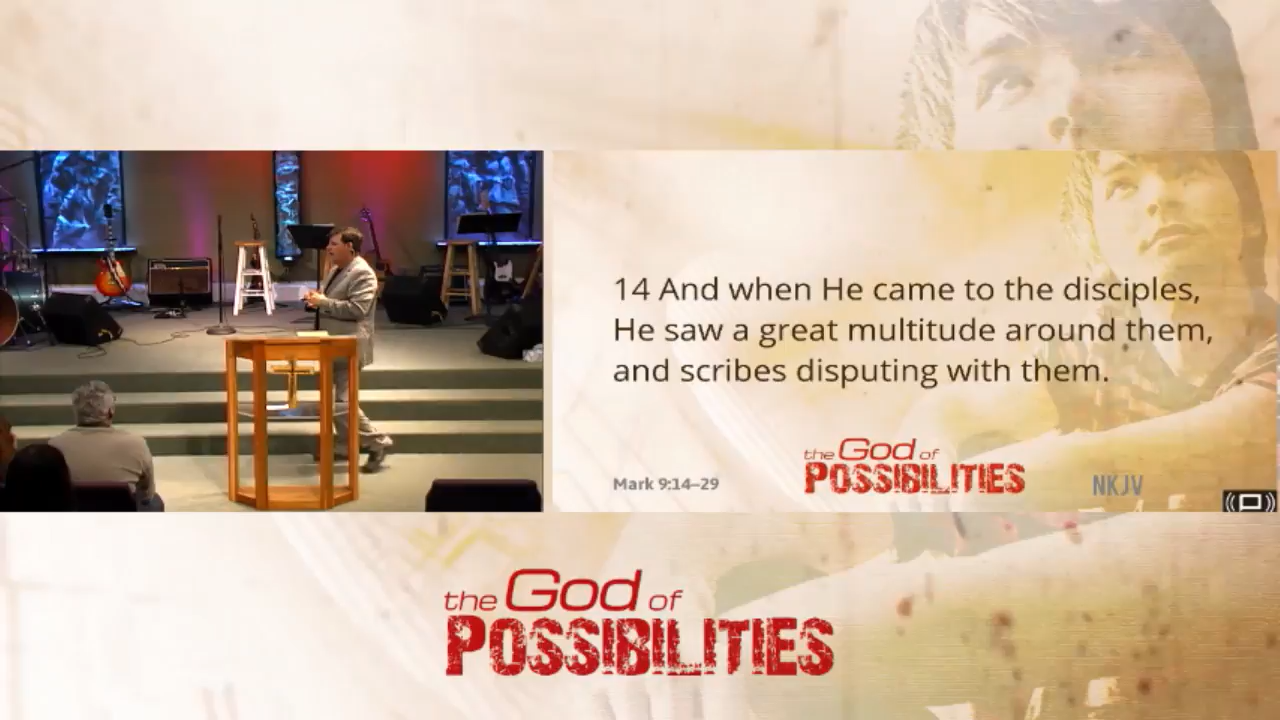 14 And when He came to the disciples,
He saw a great multitude around them,
and scribes disputing with them.
the God of
POSSIBILITIES
Mark 9:14–29
NKJV
the God of
POSSIBILITIES